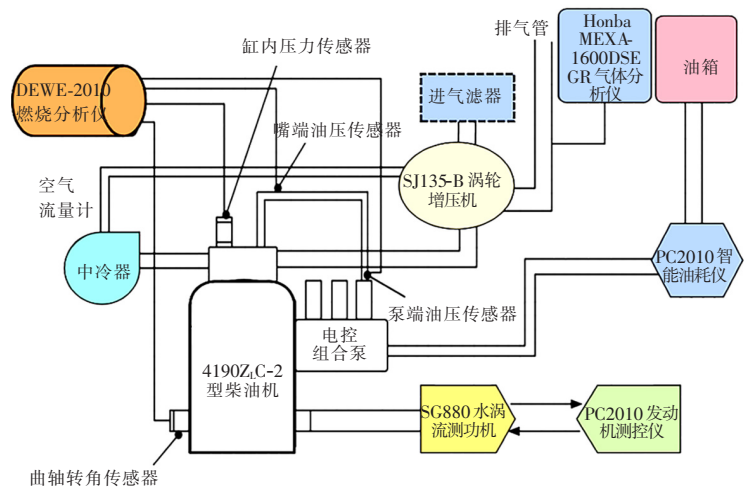 缸内压力传感器
排气管
Honba
MEXA-
1600DSE
GR 气体分
析仪
油箱
DEWE-2010
燃烧分析仪
进气滤器
嘴端油压传感器
空气
流量计
SJ135-B 涡轮
增压机
中冷器
PC2010 智
能油耗仪
泵端油压传感器
电控
组合泵
4190ZLC-2
型柴油机
SG880 水涡
流测功机
PC2010 发动
机测控仪
曲轴转角传感器